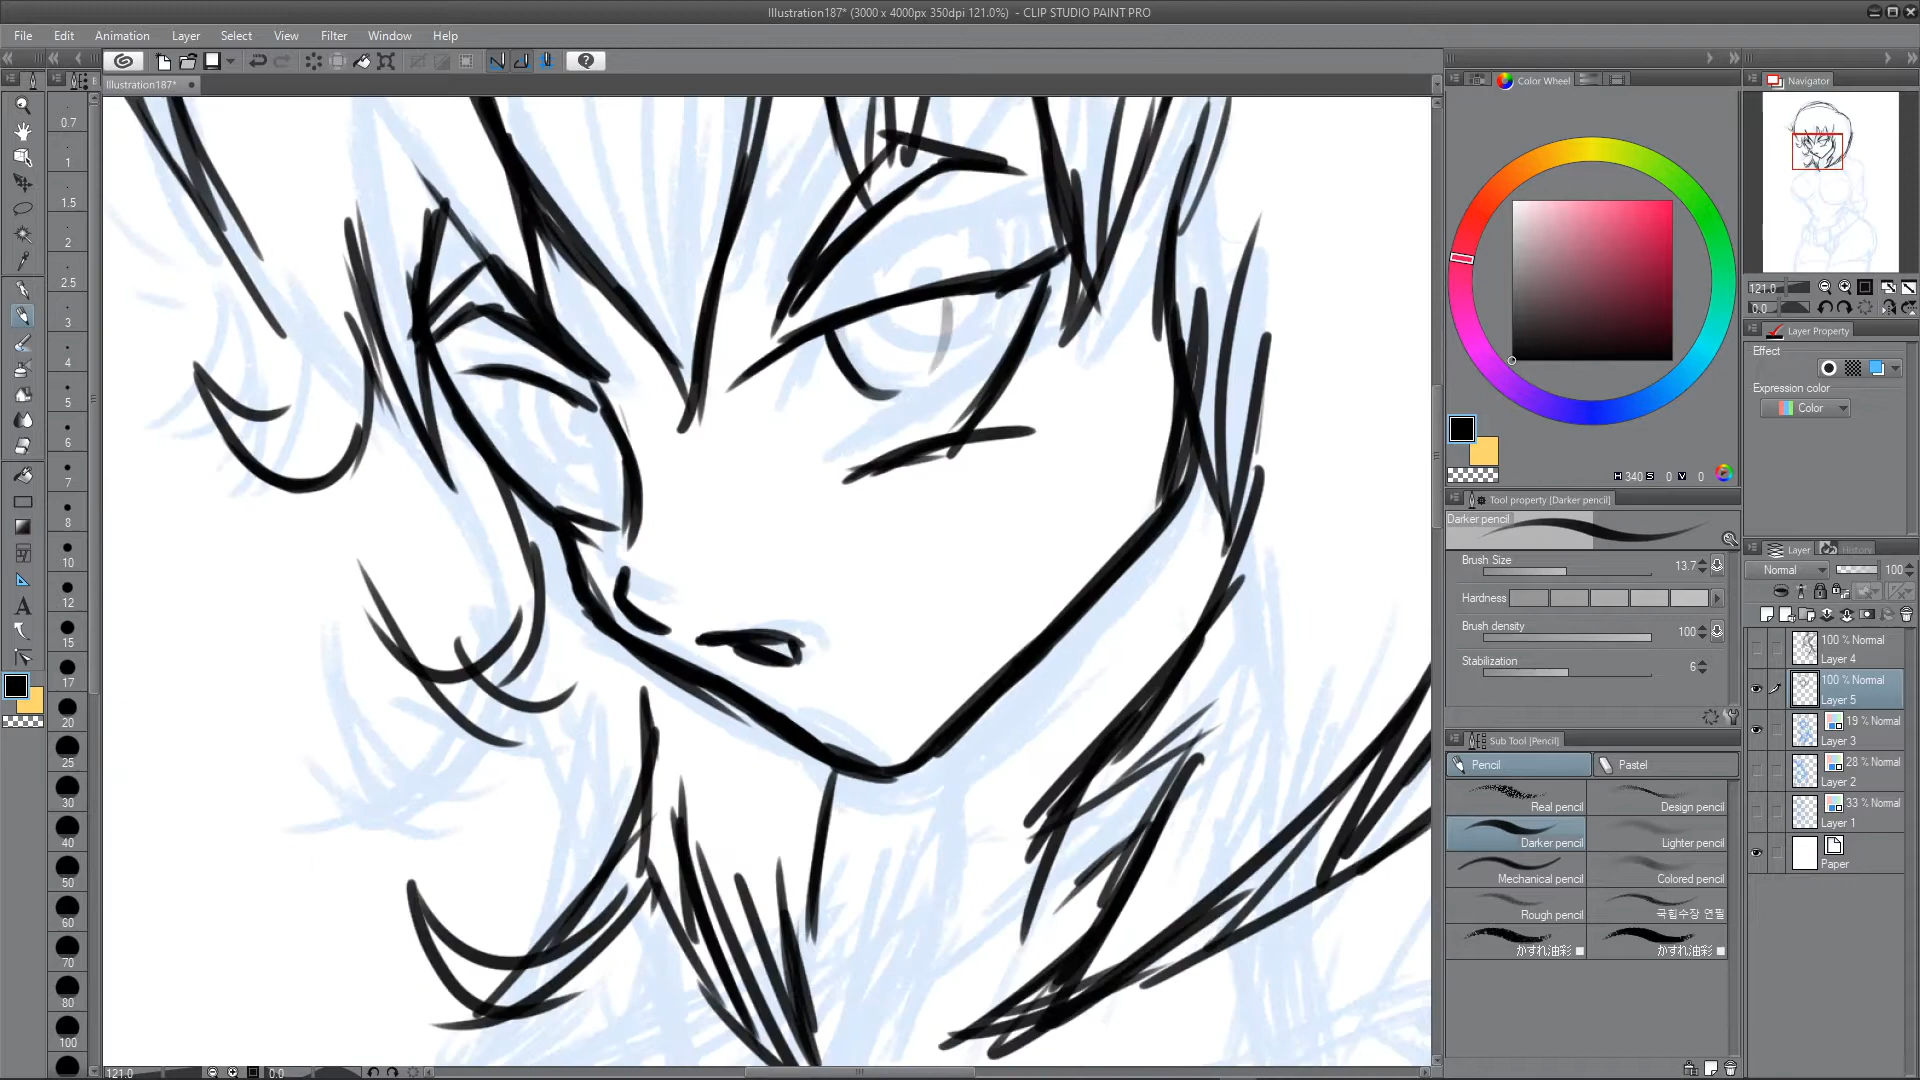 Illustration187* (3000 x 4000px 350dpi 121.0%)  - CLIP STUDIO PAINT PRO
File Edit Animation Layer Select View Filter Window Help
Illustration187*
Color Wheel
Navigator
0.7
1
1.5
2
2.5
3
4
5
6
7
8
10
12
15
17
20
25
30
40
50
60
70
80
100
121.0
0.0
H 340 S 0 V 0
121.0
0.0
Layer Property
Effect
Expression color
Color
Tool property [Darker pencil]
Darker pencil
Brush Size 13.7
Hardness
Brush density 100
Stabilization 6
Sub Tool [Pencil]
Pencil Pastel
Real pencil Design pencil
Darker pencil Lighter pencil
Mechanical pencil Colored pencil
Rough pencil 국힙수장 연필
かすれ油彩 かすれ油彩
Layer History
Normal 100
100 % Normal
Layer 4
100 % Normal
Layer 5
19 % Normal
Layer 3
28 % Normal
Layer 2
33 % Normal
Layer 1
Paper